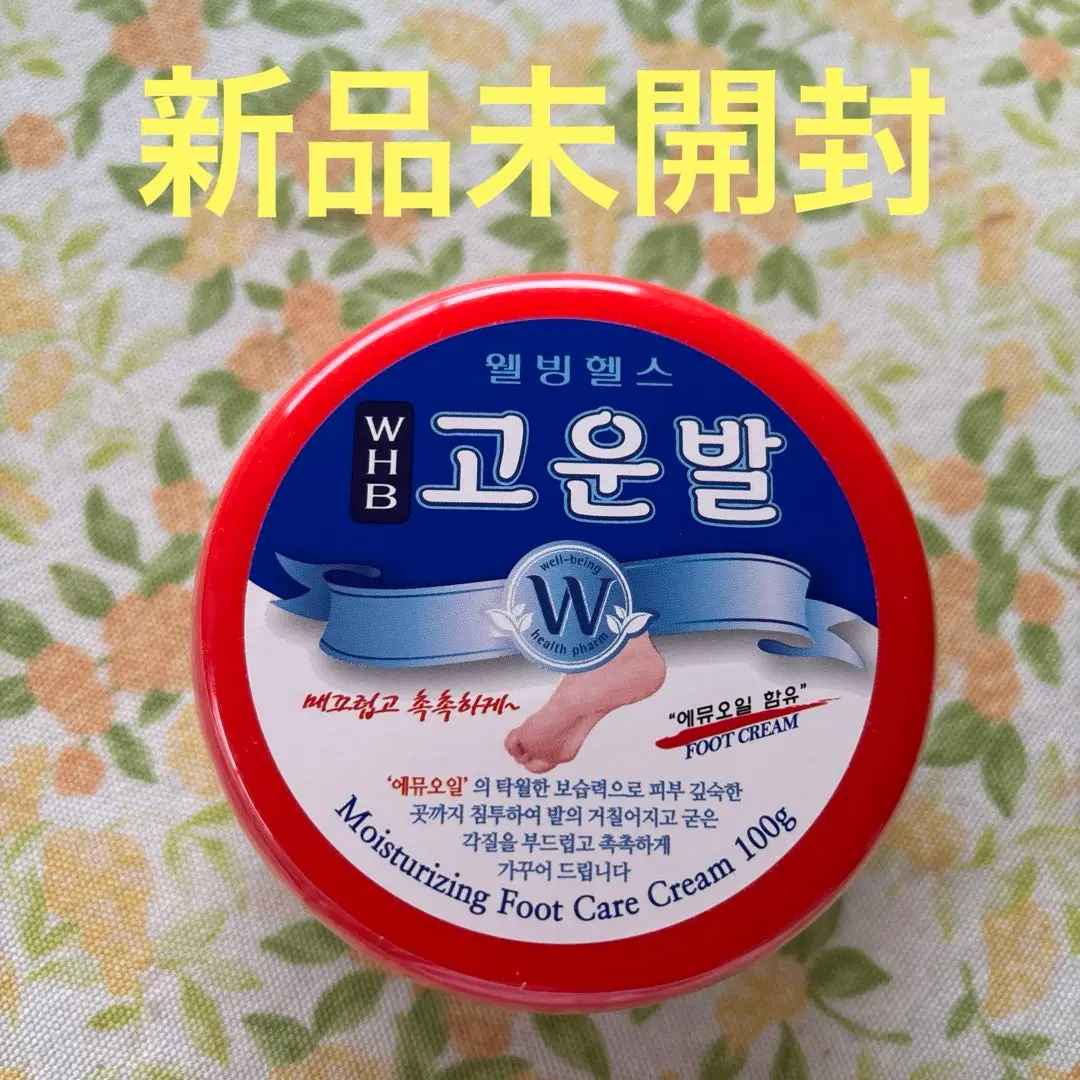 新品未開封
웰빙헬스
WHB
고운발
well-being
W
health pharm
매끄럽고 촉촉하게~
“에뮤오일 함유”
FOOT CREAM
‘에뮤오일’의 탁월한 보습력으로 피부 깊숙한
곳까지 침투하여 발의 거칠어지고 굳은
각질을 부드럽고 촉촉하게
가꾸어 드립니다
Moisturizing Foot Care Cream 100g